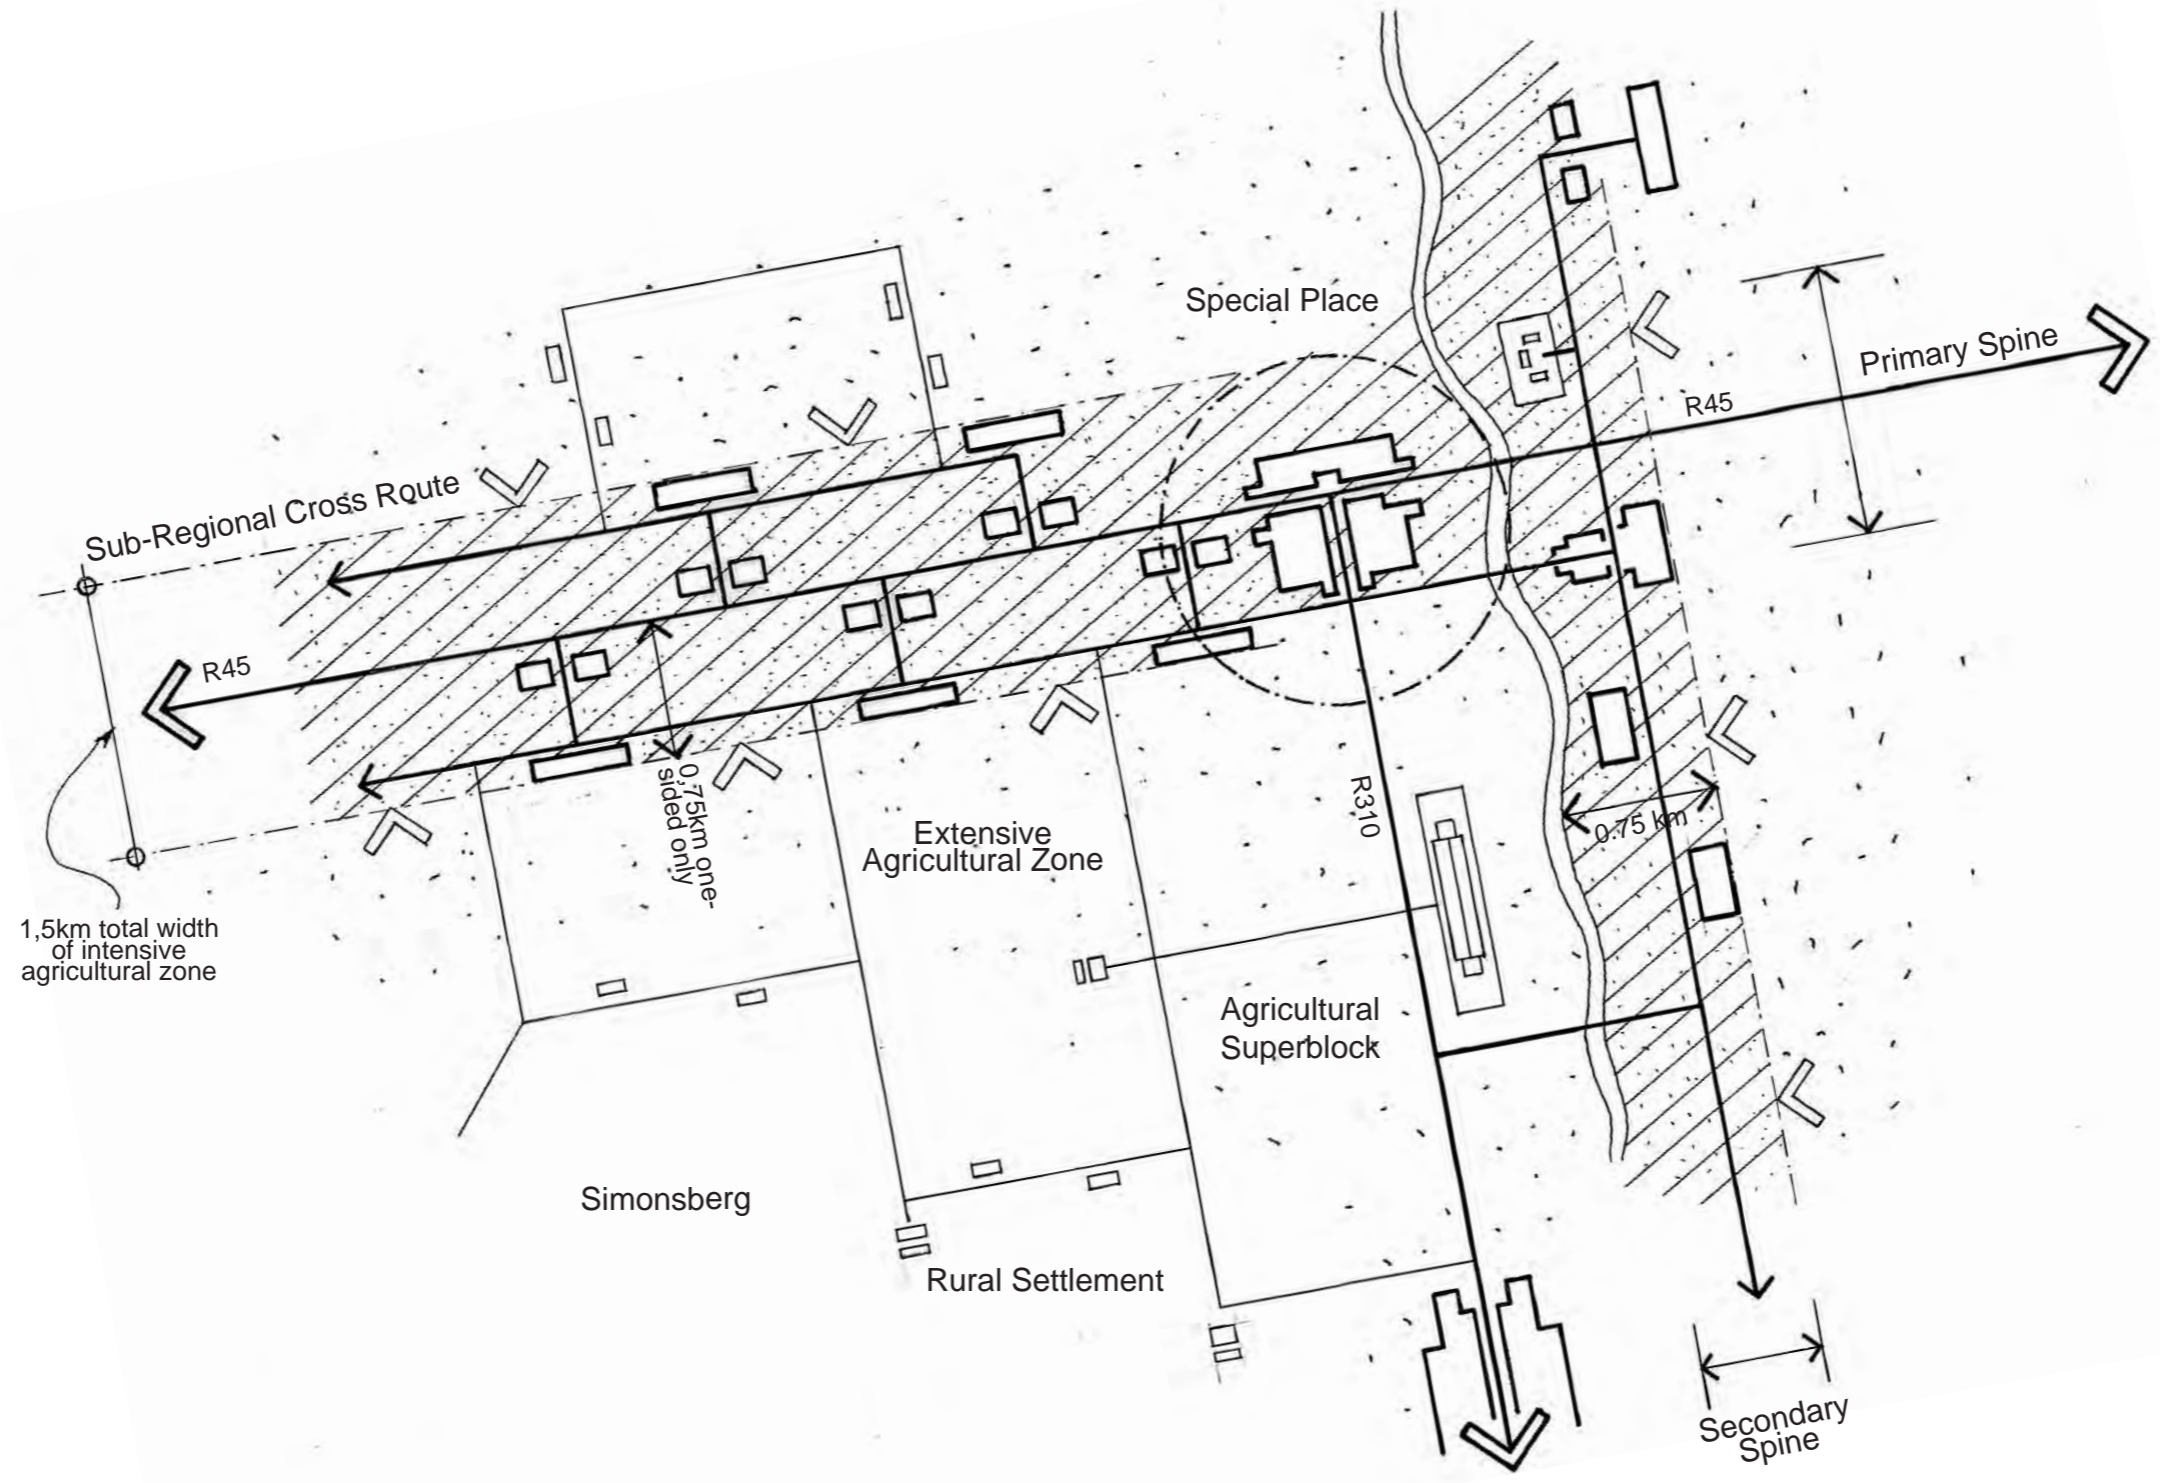 Special Place
Primary Spine
R45
Sub-Regional Cross Route
R45
0,75km one-
sided only
R310
0.75 km
Extensive
Agricultural Zone
1,5km total width
of intensive
agricultural zone
Agricultural
Superblock
Simonsberg
Rural Settlement
Secondary
Spine